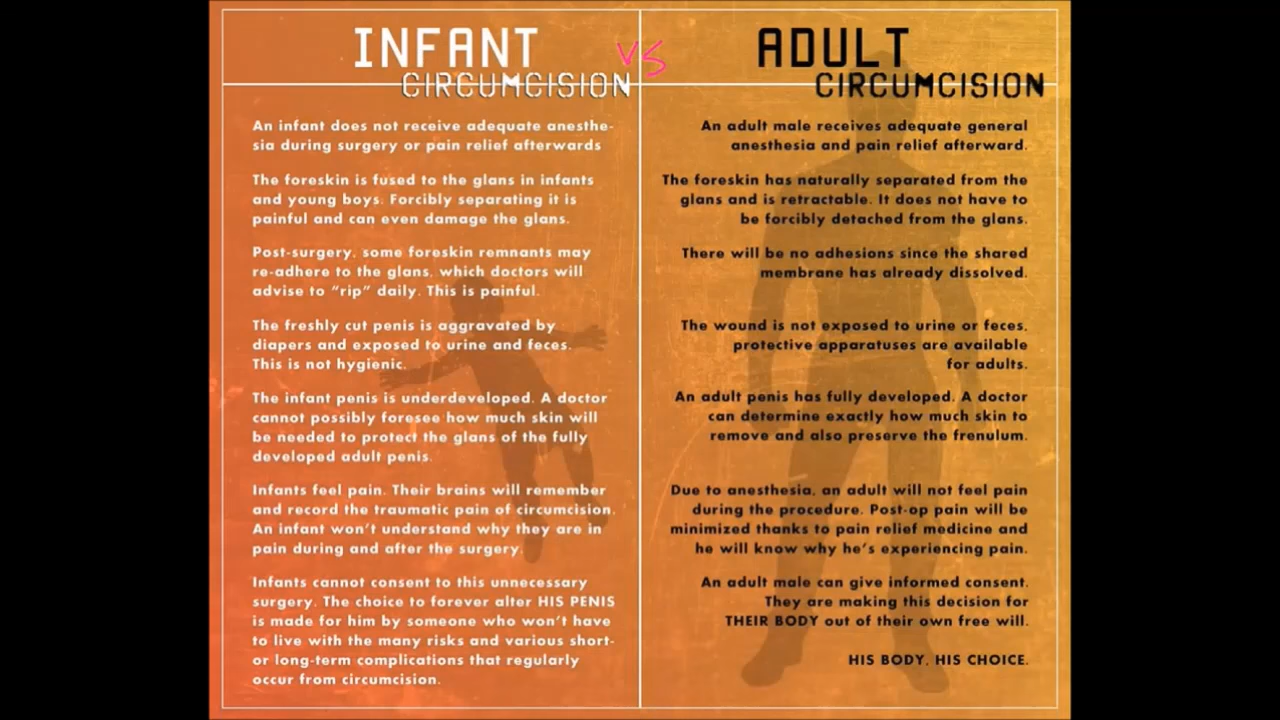 INFANT
CIRCUMCISION
An infant does not receive adequate anesthe-
sia during surgery or pain relief afterwards
The foreskin is fused to the glans in infants
and young boys. Forcibly separating it is
painful and can even damage the glans.
Post-surgery, some foreskin remnants may
re-adhere to the glans, which doctors will
advise to “rip” daily. This is painful.
The freshly cut penis is aggravated by
diapers and exposed to urine and feces.
This is not hygienic.
The infant penis is underdeveloped. A doctor
cannot possibly foresee how much skin will
be needed to protect the glans of the fully
developed adult penis.
Infants feel pain. Their brains will remember
and record the traumatic pain of circumcision.
An infant won’t understand why they are in
pain during and after the surgery.
Infants cannot consent to this unnecessary
surgery. The choice to forever alter HIS PENIS
is made for him by someone who won’t have
to live with the many risks and various short-
or long-term complications that regularly
occur from circumcision.
VS
ADULT
CIRCUMCISION
An adult male receives adequate general
anesthesia and pain relief afterward.
The foreskin has naturally separated from the
glans and is retractable. It does not have to
be forcibly detached from the glans.
There will be no adhesions since the shared
membrane has already dissolved.
The wound is not exposed to urine or feces,
protective apparatuses are available
for adults.
An adult penis has fully developed. A doctor
can determine exactly how much skin to
remove and also preserve the frenulum.
Due to anesthesia, an adult will not feel pain
during the procedure. Post-op pain will be
minimized thanks to pain relief medicine and
he will know why he’s experiencing pain.
An adult male can give informed consent.
They are making this decision for
THEIR BODY out of their own free will.
HIS BODY. HIS CHOICE.